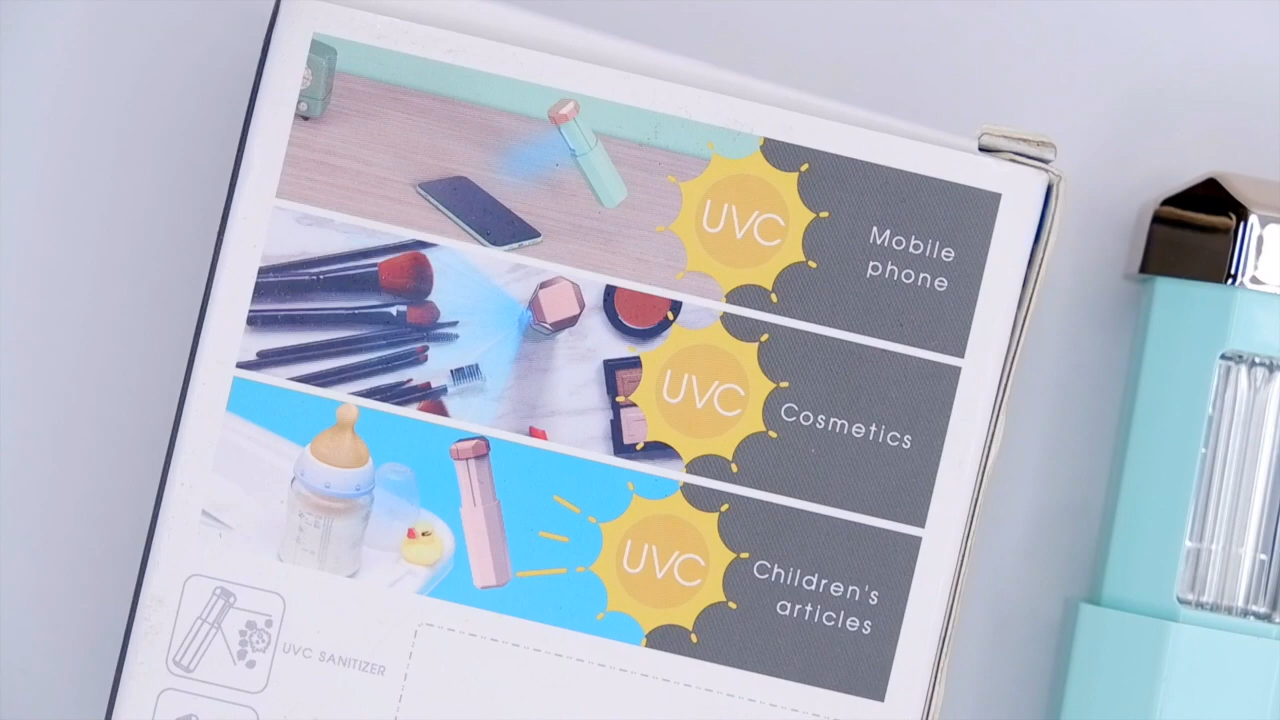 UVC
Mobile
phone
UVC
Cosmetics
UVC
Children's
articles
UVC SANITIZER